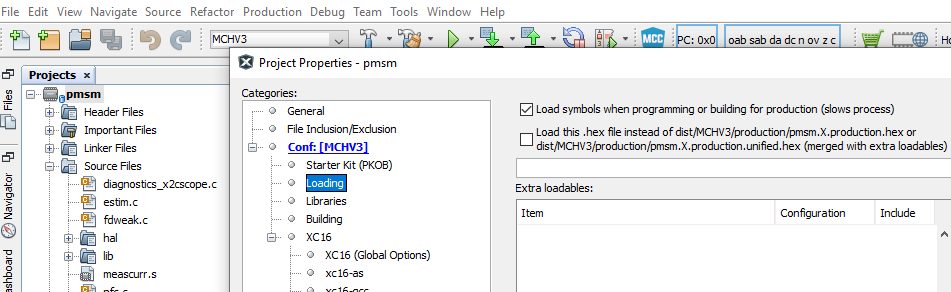 File Edit View Navigate Source Refactor Production Debug Team Tools Window Help
MCHV3
MCC
PC: 0x0
oab sab da dc n ov z c
Files
Navigator
Projects ×
pmsm
Header Files
Important Files
Linker Files
Source Files
diagnostics_x2cscope.c
estim.c
fdweak.c
hal
lib
meascurr.s
Project Properties - pmsm
Categories:
General
File Inclusion/Exclusion
Conf: [MCHV3]
Starter Kit (PKOB)
Loading
Libraries
Building
XC16
XC16 (Global Options)
xc16-as
xc16-gcc
Load symbols when programming or building for production (slows process)
Load this .hex file instead of dist/MCHV3/production/pmsm.X.production.hex or
dist/MCHV3/production/pmsm.X.production.unified.hex (merged with extra loadables)
Extra loadables:
Item Configuration Include